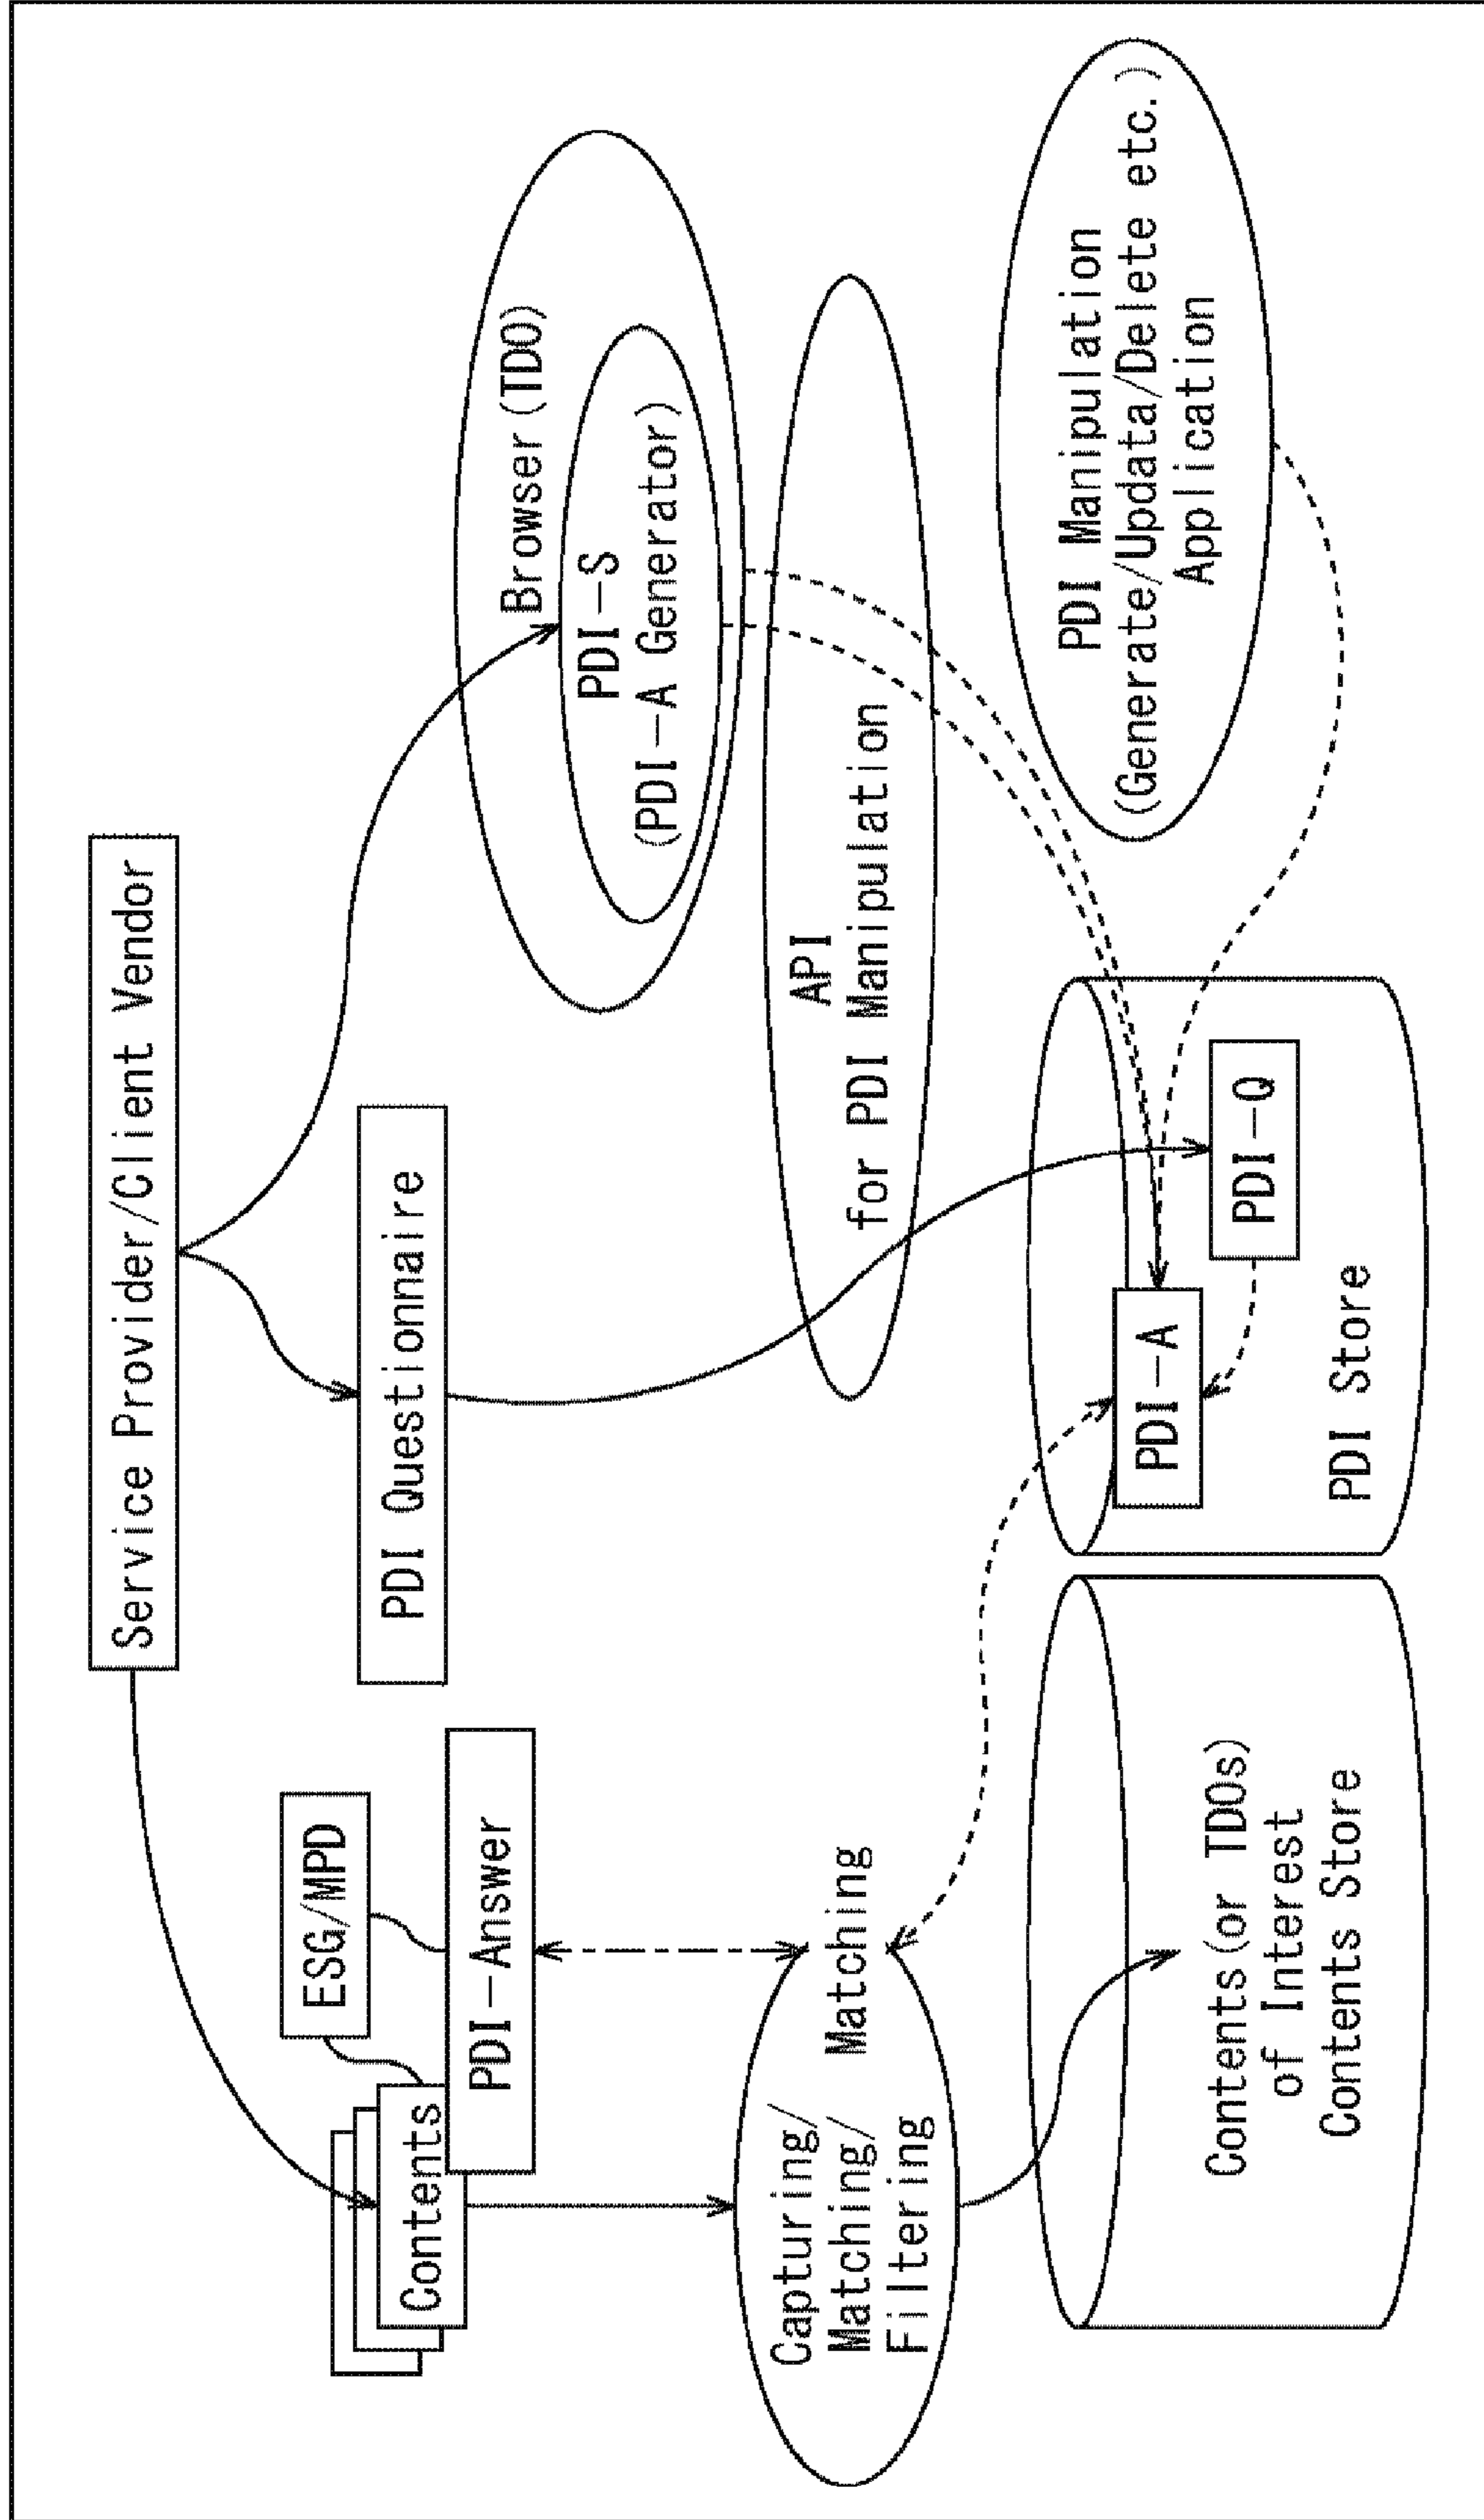 Service Provider/Client Vendor
ESG/MPD
Contents
PDI-Answer
PDI Questionnaire
Browser(TDO)
PDI-S
(PDI-A Generator)
Capturing/
Matching/
Filtering
Matching
API
for PDI Manipulation
Contents(or TDOs)
of Interest
Contents Store
PDI-A
PDI-Q
PDI Store
PDI Manipulation
(Generate/Updata/Delete etc.)
Application